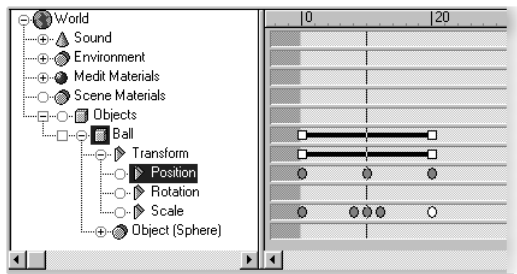 World
0
20
Sound
Environment
Medit Materials
Scene Materials
Objects
Ball
Transform
Position
Rotation
Scale
Object (Sphere)